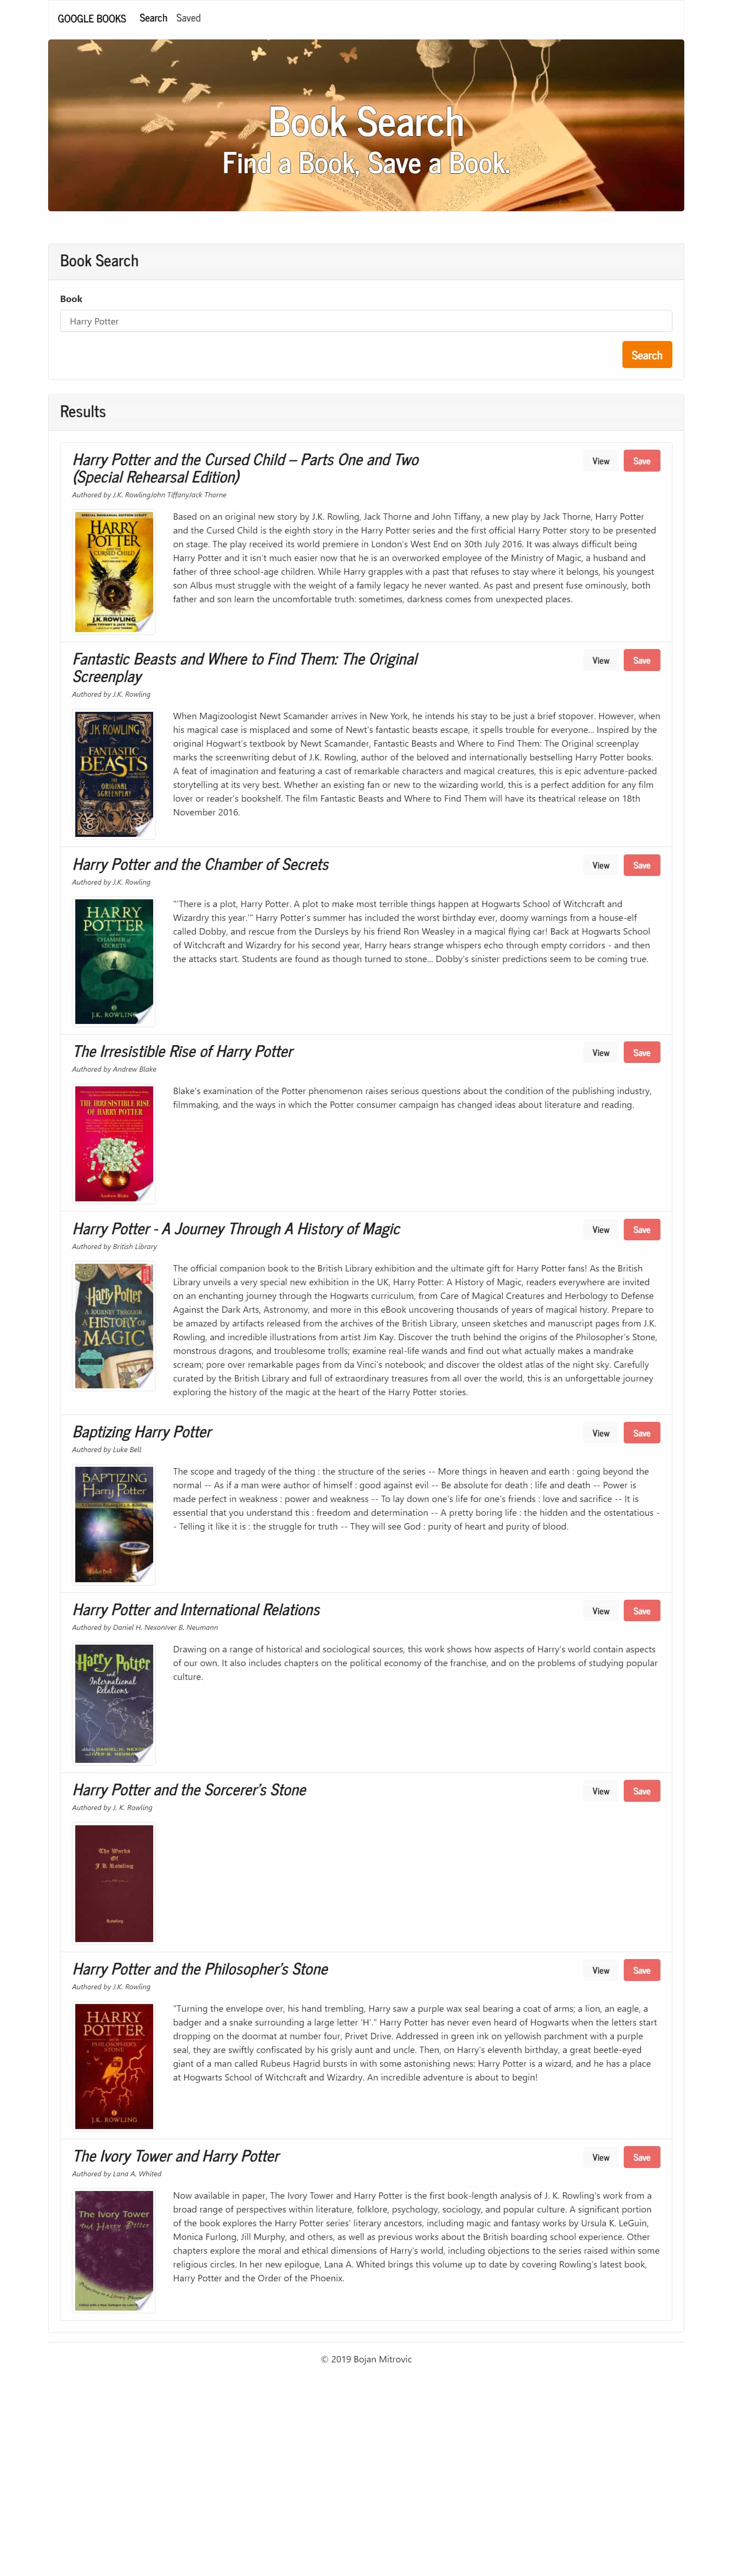 GOOGLE BOOKS Search Saved
Book Search
Find a Book, Save a Book.
Book Search
Book
Harry Potter
Search
Results
Harry Potter and the Cursed Child – Parts One and Two
(Special Rehearsal Edition)
View Save
Authored by J.K. RowlingJohn TiffanyJack Thorne
SPECIAL REHEARSAL EDITION SCRIPT
HARRY
POTTER
AND THE
CURSED CHILD
J.K.ROWLING
Based on an original new story by J.K. Rowling, Jack Thorne and John Tiffany, a new play by Jack Thorne, Harry Potter
and the Cursed Child is the eighth story in the Harry Potter series and the first official Harry Potter story to be presented
on stage. The play received its world premiere in London's West End on 30th July 2016. It was always difficult being
Harry Potter and it isn't much easier now that he is an overworked employee of the Ministry of Magic, a husband and
father of three school-age children. While Harry grapples with a past that refuses to stay where it belongs, his youngest
son Albus must struggle with the weight of a family legacy he never wanted. As past and present fuse ominously, both
father and son learn the uncomfortable truth: sometimes, darkness comes from unexpected places.
Fantastic Beasts and Where to Find Them: The Original
Screenplay
View Save
Authored by J.K. Rowling
J.K.ROWLING
FANTASTIC
BEASTS
ORIGINAL
SCREENPLAY
When Magizoologist Newt Scamander arrives in New York, he intends his stay to be just a brief stopover. However, when
his magical case is misplaced and some of Newt's fantastic beasts escape, it spells trouble for everyone... Inspired by the
original Hogwart's textbook by Newt Scamander, Fantastic Beasts and Where to Find Them: The Original screenplay
marks the screenwriting debut of J.K. Rowling, author of the beloved and internationally bestselling Harry Potter books.
A feat of imagination and featuring a cast of remarkable characters and magical creatures, this is epic adventure-packed
storytelling at its very best. Whether an existing fan or new to the wizarding world, this is a perfect addition for any film
lover or reader's bookshelf. The film Fantastic Beasts and Where to Find Them will have its theatrical release on 18th
November 2016.
Harry Potter and the Chamber of Secrets
View Save
Authored by J.K. Rowling
HARRY
POTTER
and the
CHAMBER of
SECRETS
J.K. ROWLING
"'There is a plot, Harry Potter. A plot to make most terrible things happen at Hogwarts School of Witchcraft and
Wizardry this year.'" Harry Potter's summer has included the worst birthday ever, doomy warnings from a house-elf
called Dobby, and rescue from the Dursleys by his friend Ron Weasley in a magical flying car! Back at Hogwarts School
of Witchcraft and Wizardry for his second year, Harry hears strange whispers echo through empty corridors - and then
the attacks start. Students are found as though turned to stone... Dobby's sinister predictions seem to be coming true.
The Irresistible Rise of Harry Potter
View Save
Authored by Andrew Blake
THE IRRESISTIBLE RISE
OF HARRY POTTER
Andrew Blake
Blake's examination of the Potter phenomenon raises serious questions about the condition of the publishing industry,
filmmaking, and the ways in which the Potter consumer campaign has changed ideas about literature and reading.
Harry Potter - A Journey Through A History of Magic
View Save
Authored by British Library
Harry Potter
A JOURNEY THROUGH
A HISTORY OF
MAGIC
The official companion book to the British Library exhibition and the ultimate gift for Harry Potter fans! As the British
Library unveils a very special new exhibition in the UK, Harry Potter: A History of Magic, readers everywhere are invited
on an enchanting journey through the Hogwarts curriculum, from Care of Magical Creatures and Herbology to Defense
Against the Dark Arts, Astronomy, and more in this eBook uncovering thousands of years of magical history. Prepare to
be amazed by artifacts released from the archives of the British Library, unseen sketches and manuscript pages from J.K.
Rowling, and incredible illustrations from artist Jim Kay. Discover the truth behind the origins of the Philosopher's Stone,
monstrous dragons, and troublesome trolls; examine real-life wands and find out what actually makes a mandrake
scream; pore over remarkable pages from da Vinci's notebook; and discover the oldest atlas of the night sky. Carefully
curated by the British Library and full of extraordinary treasures from all over the world, this is an unforgettable journey
exploring the history of the magic at the heart of the Harry Potter stories.
Baptizing Harry Potter
View Save
Authored by Luke Bell
BAPTIZING
Harry Potter
Luke Bell
The scope and tragedy of the thing : the structure of the series -- More things in heaven and earth : going beyond the
normal -- As if a man were author of himself : good against evil -- Be absolute for death : life and death -- Power is
made perfect in weakness : power and weakness -- To lay down one's life for one's friends : love and sacrifice -- It is
essential that you understand this : freedom and determination -- A pretty boring life : the hidden and the ostentatious -
- Telling it like it is : the struggle for truth -- They will see God : purity of heart and purity of blood.
Harry Potter and International Relations
View Save
Authored by Daniel H. NexonIver B. Neumann
Harry Potter
and
International
Relations
Drawing on a range of historical and sociological sources, this work shows how aspects of Harry's world contain aspects
of our own. It also includes chapters on the political economy of the franchise, and on the problems of studying popular
culture.
Harry Potter and the Sorcerer's Stone
View Save
Authored by J. K. Rowling
The Works
Of
J K Rowling
Rowling
Harry Potter and the Philosopher's Stone
View Save
Authored by J.K. Rowling
HARRY
POTTER
and the
PHILOSOPHER'S
STONE
J.K. ROWLING
"Turning the envelope over, his hand trembling, Harry saw a purple wax seal bearing a coat of arms; a lion, an eagle, a
badger and a snake surrounding a large letter 'H'." Harry Potter has never even heard of Hogwarts when the letters start
dropping on the doormat at number four, Privet Drive. Addressed in green ink on yellowish parchment with a purple
seal, they are swiftly confiscated by his grisly aunt and uncle. Then, on Harry's eleventh birthday, a great beetle-eyed
giant of a man called Rubeus Hagrid bursts in with some astonishing news: Harry Potter is a wizard, and he has a place
at Hogwarts School of Witchcraft and Wizardry. An incredible adventure is about to begin!
The Ivory Tower and Harry Potter
View Save
Authored by Lana A. Whited
The Ivory Tower
and Harry Potter
Now available in paper, The Ivory Tower and Harry Potter is the first book-length analysis of J. K. Rowling's work from a
broad range of perspectives within literature, folklore, psychology, sociology, and popular culture. A significant portion
of the book explores the Harry Potter series' literary ancestors, including magic and fantasy works by Ursula K. LeGuin,
Monica Furlong, Jill Murphy, and others, as well as previous works about the British boarding school experience. Other
chapters explore the moral and ethical dimensions of Harry's world, including objections to the series raised within some
religious circles. In her new epilogue, Lana A. Whited brings this volume up to date by covering Rowling's latest book,
Harry Potter and the Order of the Phoenix.
© 2019 Bojan Mitrovic